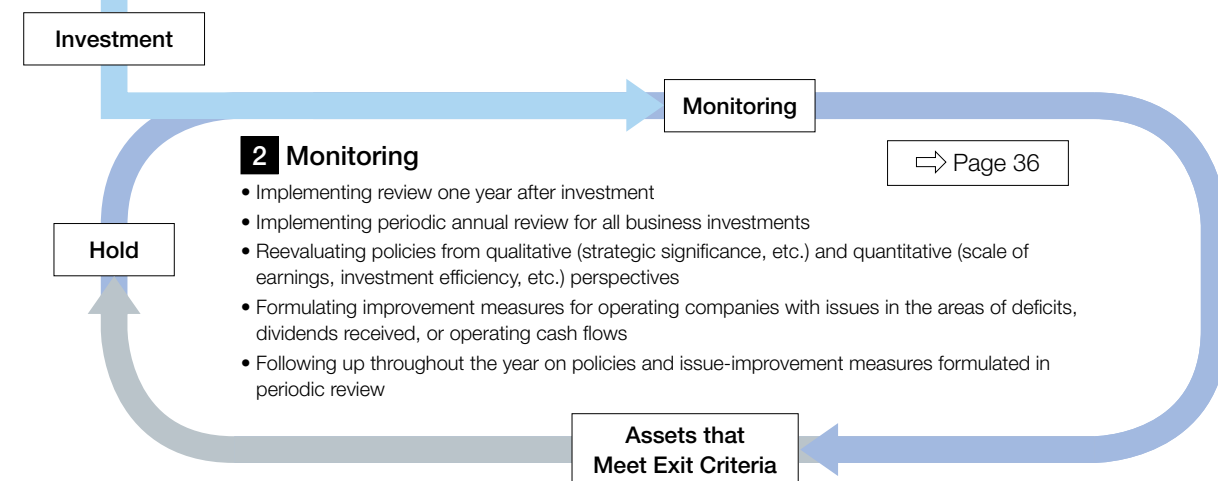 Investment
Monitoring
2 Monitoring
⇨ Page 36
• Implementing review one year after investment
• Implementing periodic annual review for all business investments
• Reevaluating policies from qualitative (strategic significance, etc.) and quantitative (scale of
earnings, investment efficiency, etc.) perspectives
• Formulating improvement measures for operating companies with issues in the areas of deficits,
dividends received, or operating cash flows
• Following up throughout the year on policies and issue-improvement measures formulated in
periodic review
Hold
Assets that
Meet Exit Criteria